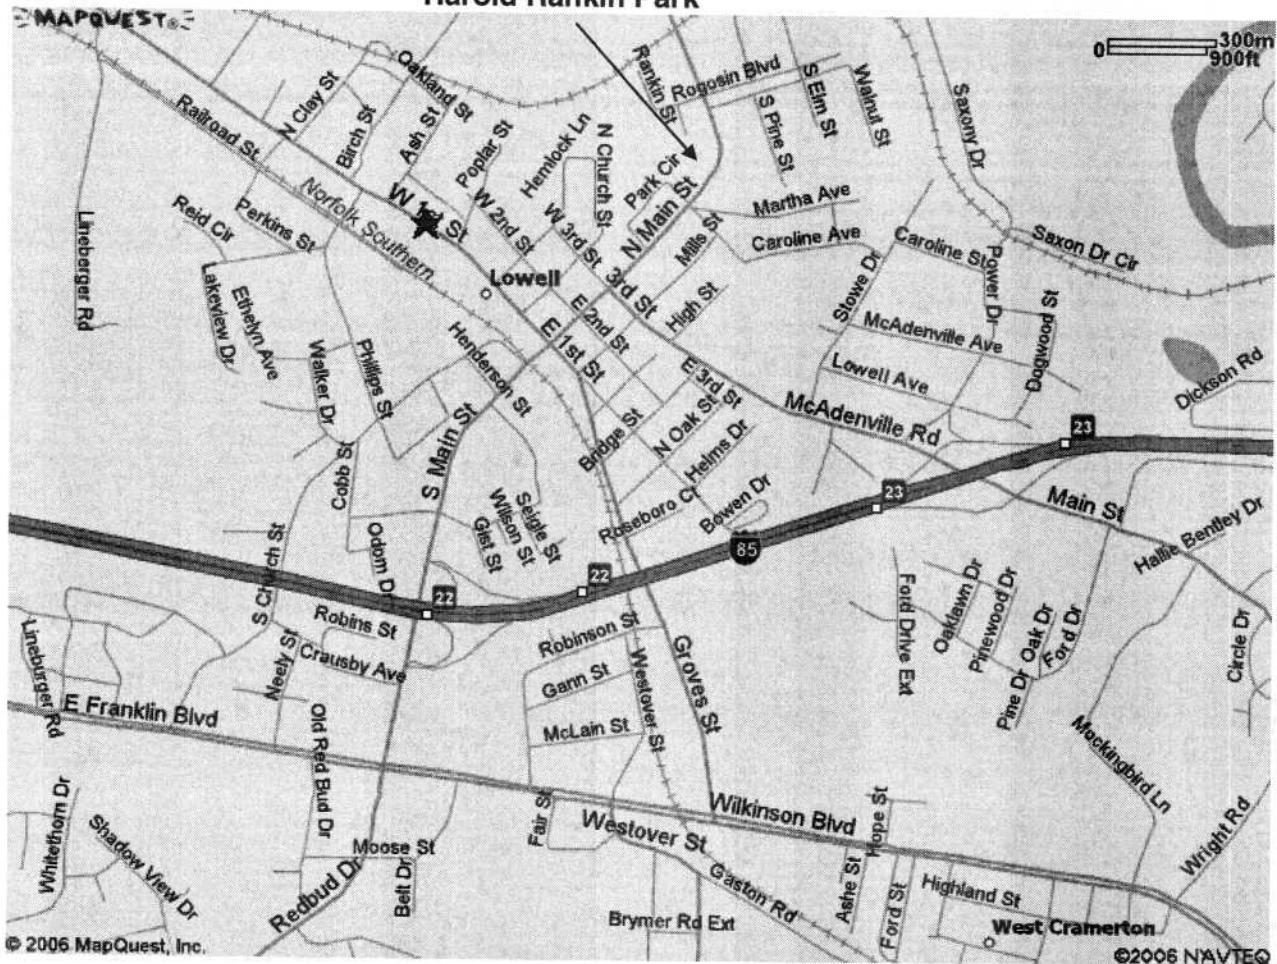 Harold Rankin Park
MAPQUEST
300m
0
900ft
Rankin St
Rogosin Blvd
S Elm St
Walnut St
S Pine St
Saxony Dr
Oakland St
N Clay St
Railroad St
Birch St
Ash St
Poplar St
Hemlock Ln
N Church St
Park Cir
W 1st St
W 2nd St
W 3rd St
N Main St
Mills St
Martha Ave
Caroline Ave
Caroline St
Power Dr
Saxon Dr Cir
Norfolk Southern
Reid Cir
Perkins St
Lineberger Rd
Lakeview Dr
Ethelyn Ave
Lowell
3rd St
High St
Stowe Dr
McAdenville Ave
Dogwood St
Lowell Ave
Dickson Rd
E 1st St
E 2nd St
E 3rd St
Henderson St
Walker Dr
Phillips St
S Main St
Bridge St
N Oak St
Helms Dr
McAdenville Rd
23
23
Main St
Cobb St
Odom Dr
Seigle St
Wilson St
Gist St
Roseboro Cr
Bowen Dr
85
Hallie Bentley Dr
S Church St
22
22
Robins St
Crausby Ave
Neely St
Lineburger Rd
E Franklin Blvd
Old Red Bud Dr
Robinson St
Gann St
McLain St
Westover St
Groves St
Ford Drive Ext
Oaklawn Dr
Pinewood Dr
Oak Dr
Ford Dr
Pine Dr
Circle Dr
Mockingbird Ln
Wright Rd
Whitethorn Dr
Shadow View Dr
Moose St
Redbud Dr
Belt Dr
Fair St
Westover St
Wilkinson Blvd
Hope St
Gaston Rd
Ashe St
Ford St
Highland St
Brymer Rd Ext
West Cramerton
© 2006 MapQuest, Inc.
©2006 NAVTEQ